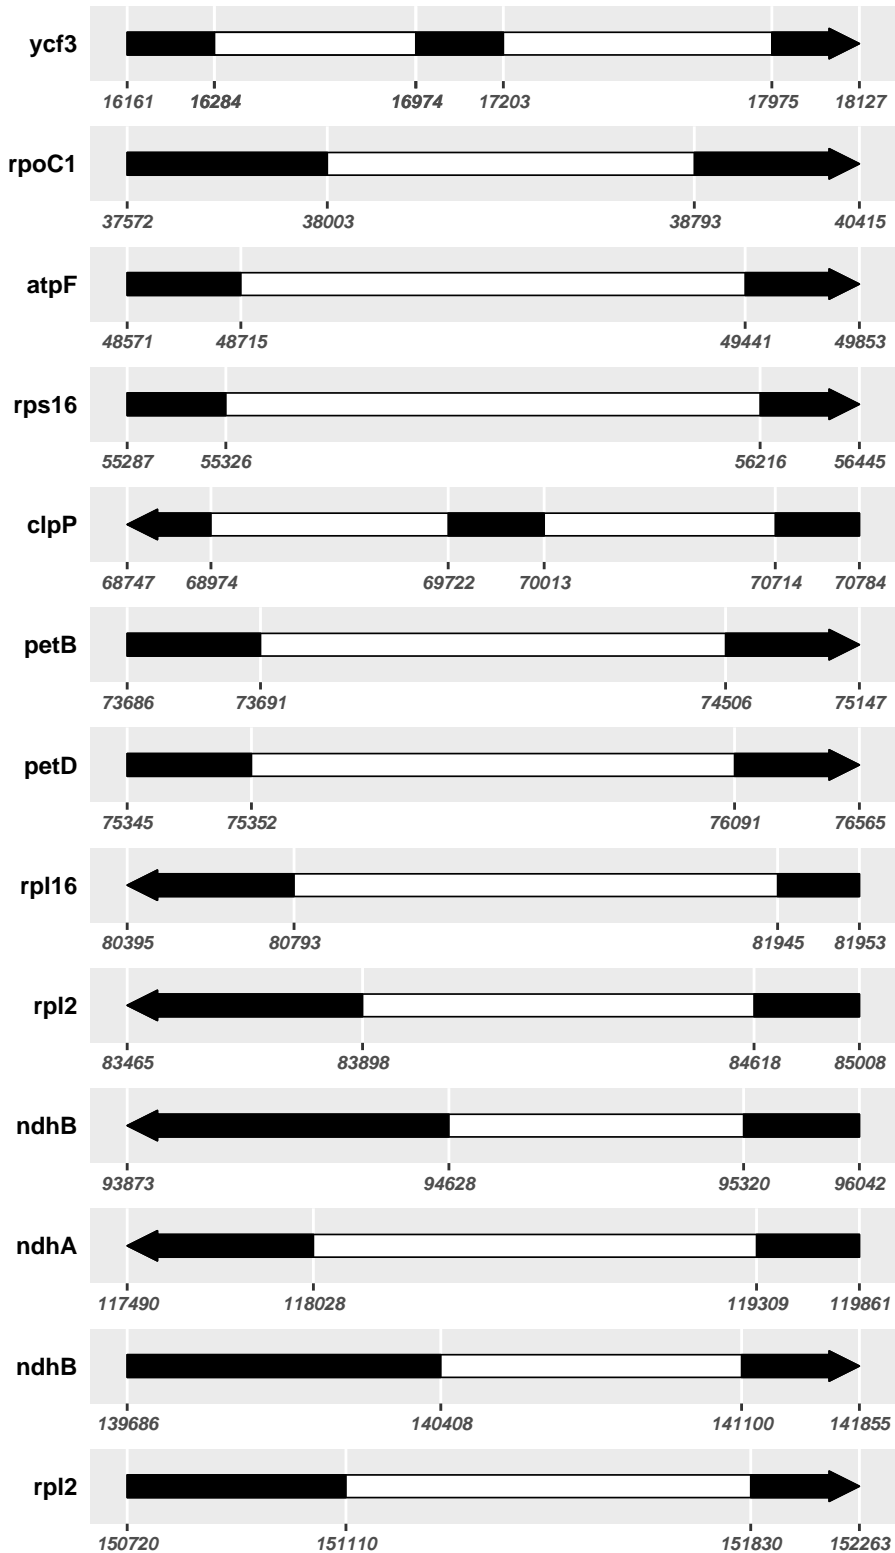 ycf3
16161 16284 16974 17203 17975 18127
rpoC1
37572 38003 38793 40415
atpF
48571 48715 49441 49853
rps16
55287 55326 56216 56445
clpP
68747 68974 69722 70013 70714 70784
petB
73686 73691 74506 75147
petD
75345 75352 76091 76565
rpl16
80395 80793 81945 81953
rpl2
83465 83898 84618 85008
ndhB
93873 94628 95320 96042
ndhA
117490 118028 119309 119861
ndhB
139686 140408 141100 141855
rpl2
150720 151110 151830 152263